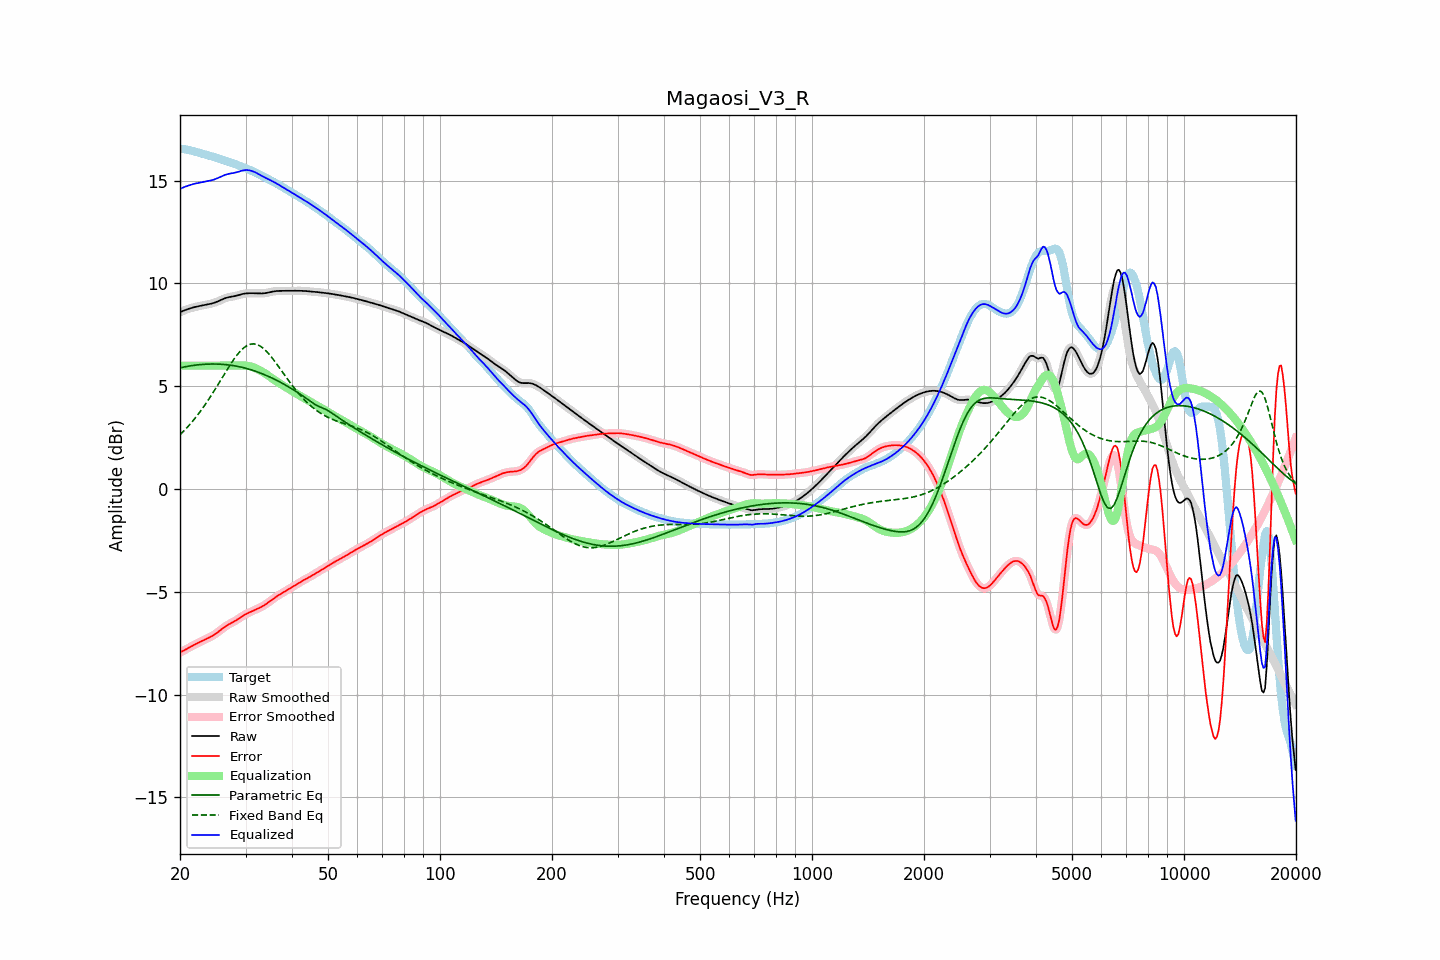 Magaosi_V3_R
Amplitude (dBr)
15
10
5
0
−5
−10
−15
Target
Raw Smoothed
Error Smoothed
Raw
Error
Equalization
Parametric Eq
Fixed Band Eq
Equalized
20 50 100 200 500 1000 2000 5000 10000 20000
Frequency (Hz)